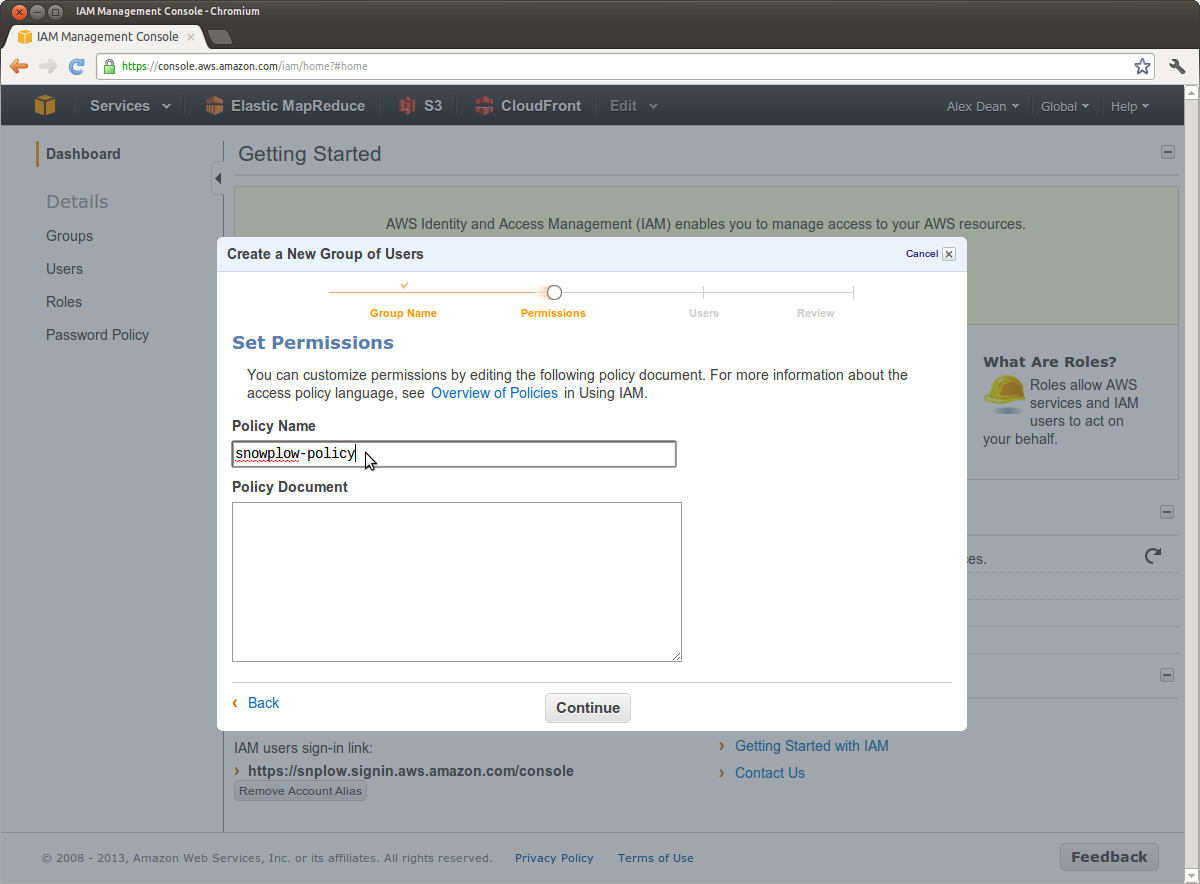 IAM Management Console - Chromium
IAM Management Console
https://console.aws.amazon.com/iam/home?#home
Services
Elastic MapReduce
S3
CloudFront
Edit
Alex Dean
Global
Help
Dashboard
Details
Groups
Users
Roles
Password Policy
Getting Started
AWS Identity and Access Management (IAM) enables you to manage access to your AWS resources.
Create a New Group of Users
Cancel
Group Name
Permissions
Users
Review
Set Permissions
You can customize permissions by editing the following policy document. For more information about the
access policy language, see Overview of Policies in Using IAM.
Policy Name
snowplow-policy
Policy Document
Back
Continue
What Are Roles?
Roles allow AWS
services and IAM
users to act on
your behalf.
es.
IAM users sign-in link:
https://snplow.signin.aws.amazon.com/console
Remove Account Alias
Getting Started with IAM
Contact Us
© 2008 - 2013, Amazon Web Services, Inc. or its affiliates. All rights reserved.
Privacy Policy
Terms of Use
Feedback